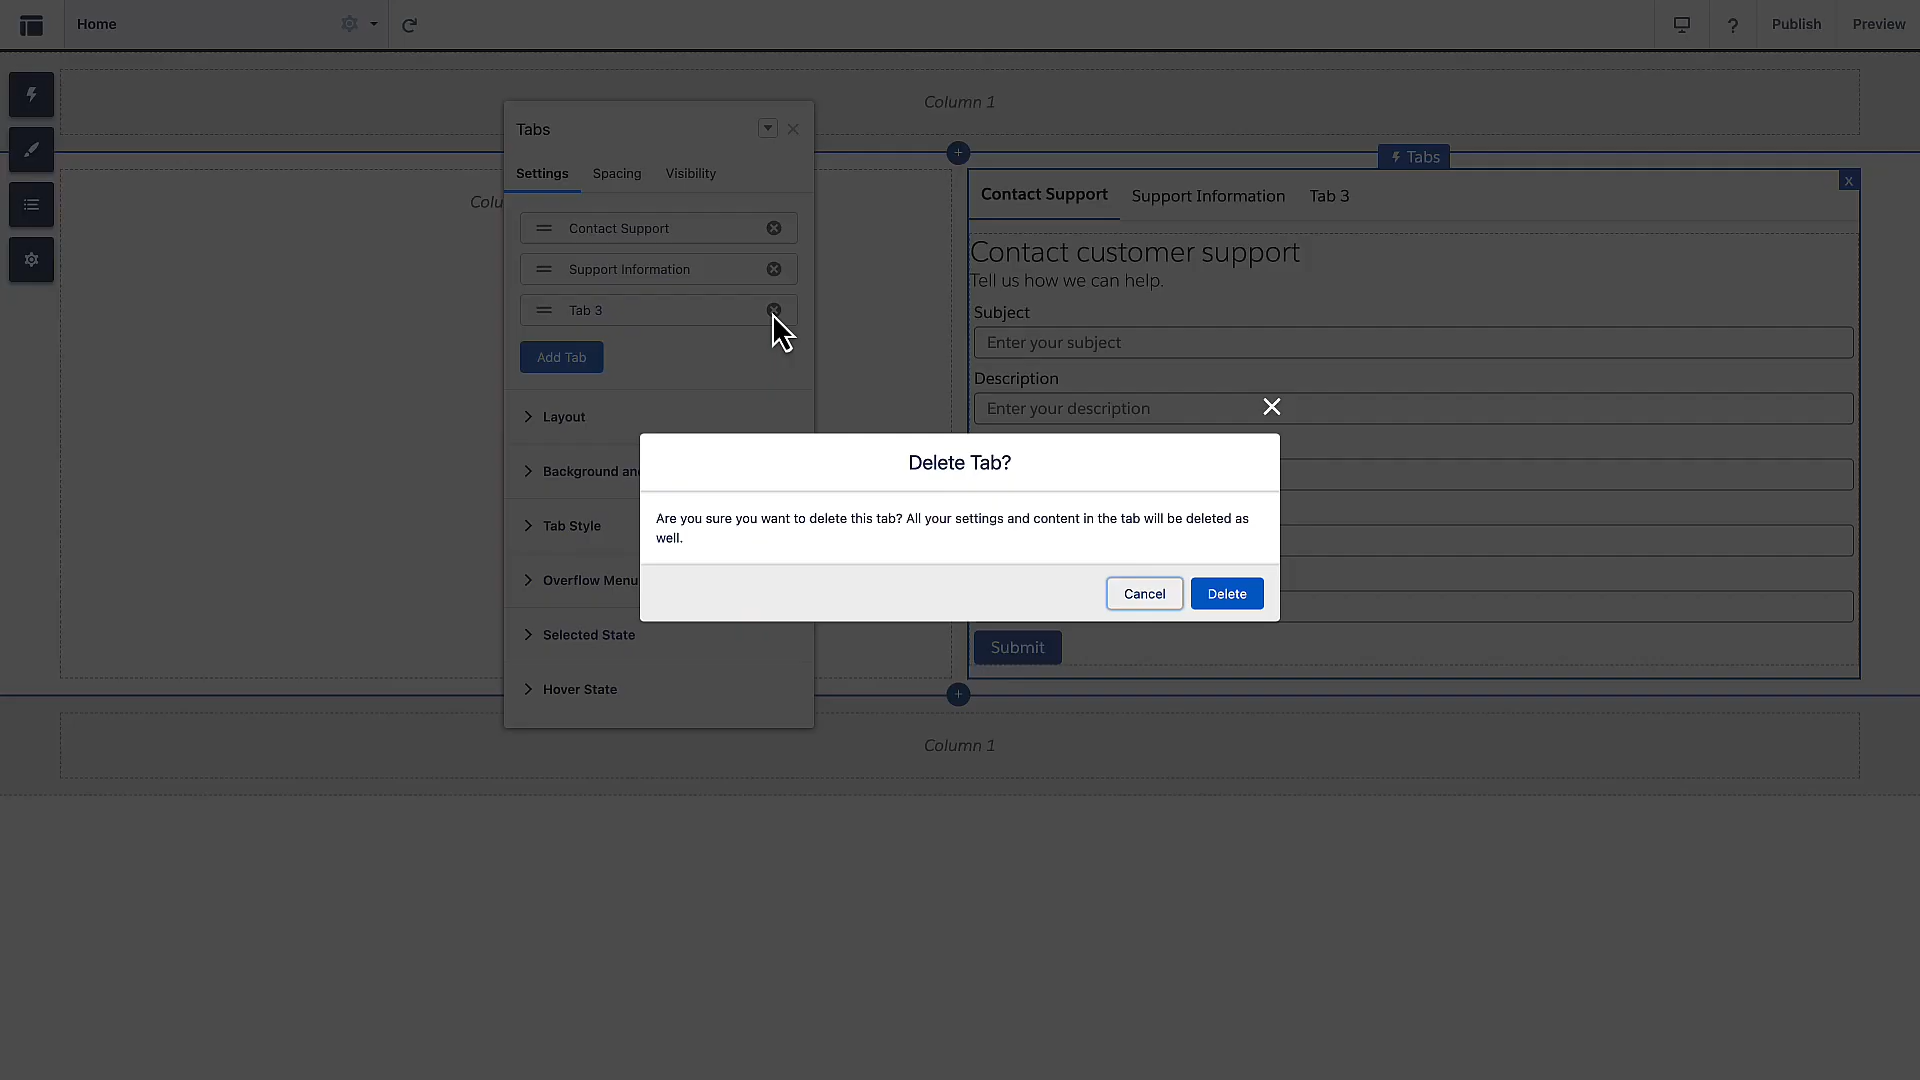 Home
?
Publish
Preview
Column 1
Tabs
Settings
Spacing
Visibility
Contact Support
Support Information
Tab 3
Add Tab
Layout
Background an
Tab Style
Overflow Menu
Selected State
Hover State
Colu
Tabs
x
Contact Support
Support Information
Tab 3
Contact customer support
Tell us how we can help.
Subject
Enter your subject
Description
Enter your description
Submit
Delete Tab?
Are you sure you want to delete this tab? All your settings and content in the tab will be deleted as
well.
Cancel
Delete
Column 1